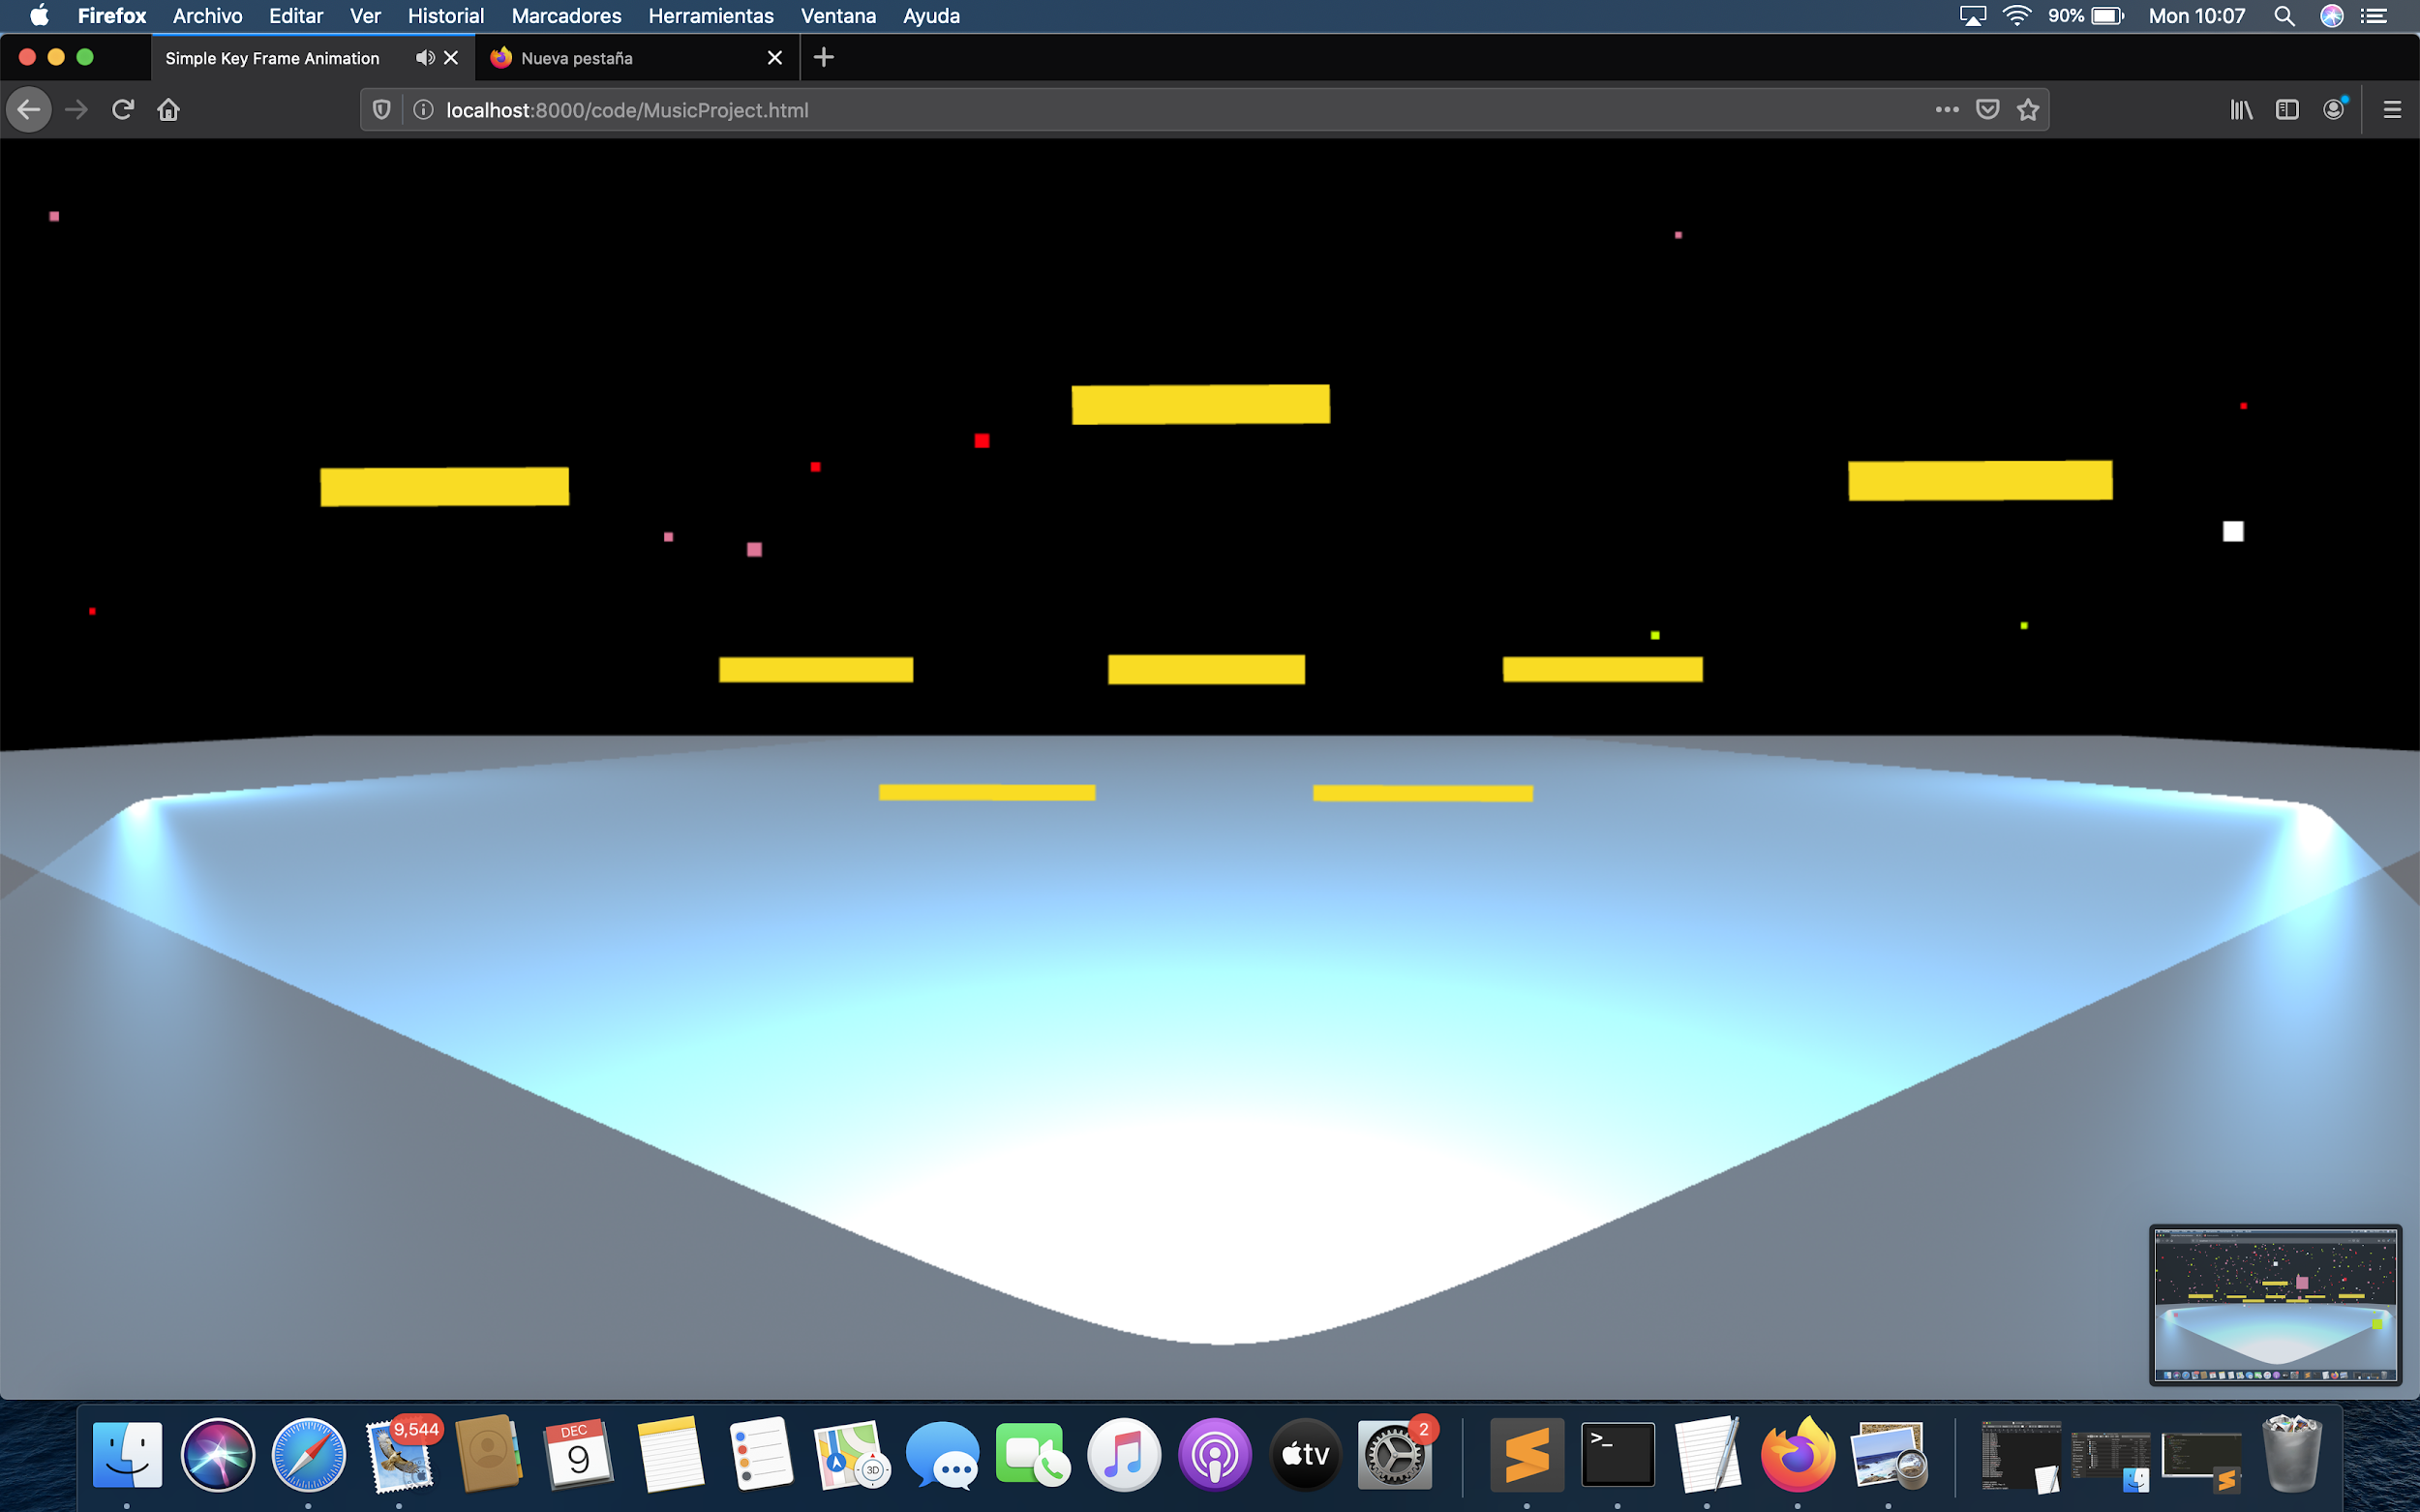 Firefox Archivo Editar Ver Historial Marcadores Herramientas Ventana Ayuda 90% Mon 10:07
Simple Key Frame Animation Nueva pestaña
localhost:8000/code/MusicProject.html
9,544 DEC 9 3D tv 2 >_